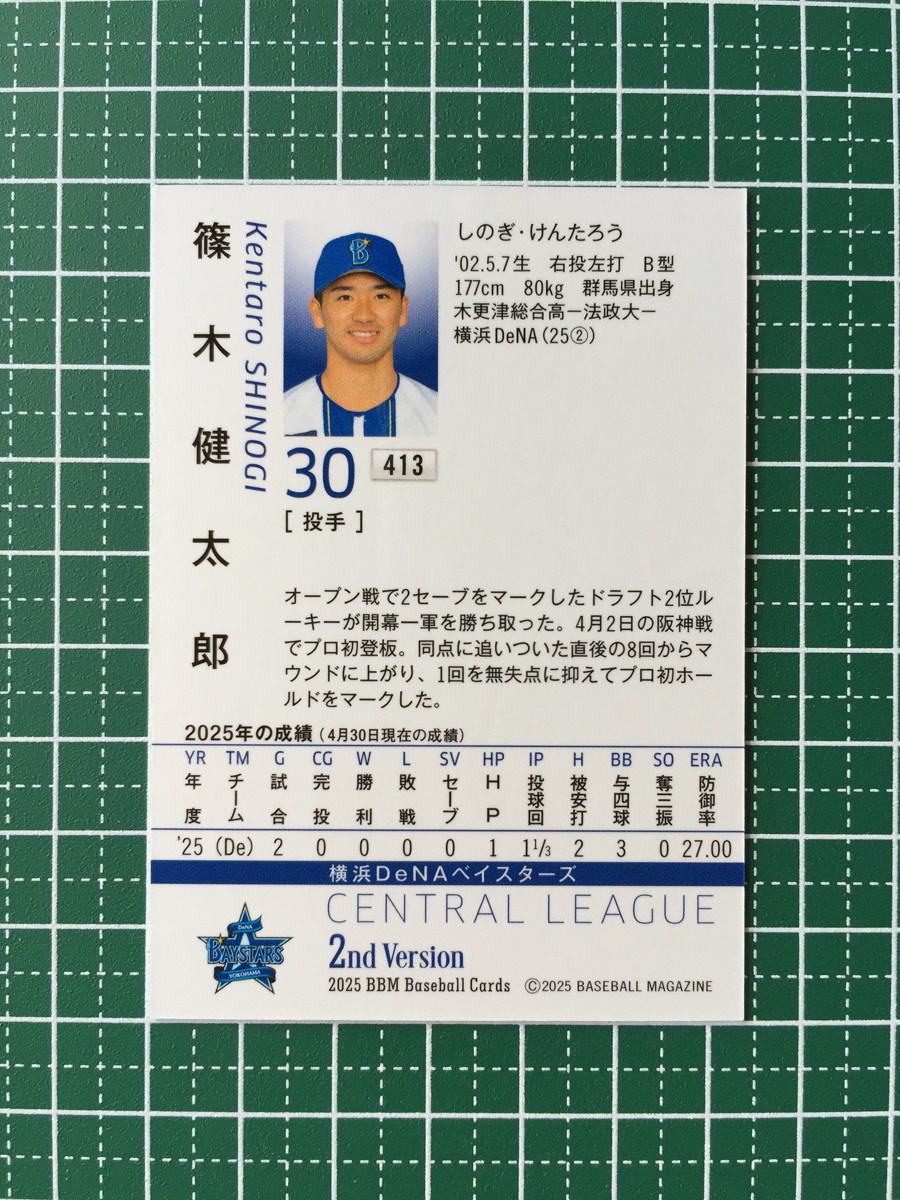 篠木健太郎
Kentaro SHINOGI
B
しのぎ・けんたろう
'02.5.7生 右投左打 B型
177cm 80kg 群馬県出身
木更津総合高－法政大－
横浜DeNA(25②)
30
413
[ 投手 ]
オープン戦で2セーブをマークしたドラフト2位ル
ーキーが開幕一軍を勝ち取った。4月2日の阪神戦
でプロ初登板。同点に追いついた直後の8回からマ
ウンドに上がり、1回を無失点に抑えてプロ初ホー
ルドをマークした。
2025年の成績(4月30日現在の成績)
YR TM G CG W L SV HP IP H BB SO ERA
年度 チーム 試合 完投 勝利 敗戦 セーブ HP 投球回 被安打 与四球 奪三振 防御率
'25 (De) 2 0 0 0 0 1 1 1/3 2 3 0 27.00
横浜DeNAベイスターズ
CENTRAL LEAGUE
DeNA
BAYSTARS
YOKOHAMA
2nd Version
2025 BBM Baseball Cards ©2025 BASEBALL MAGAZINE